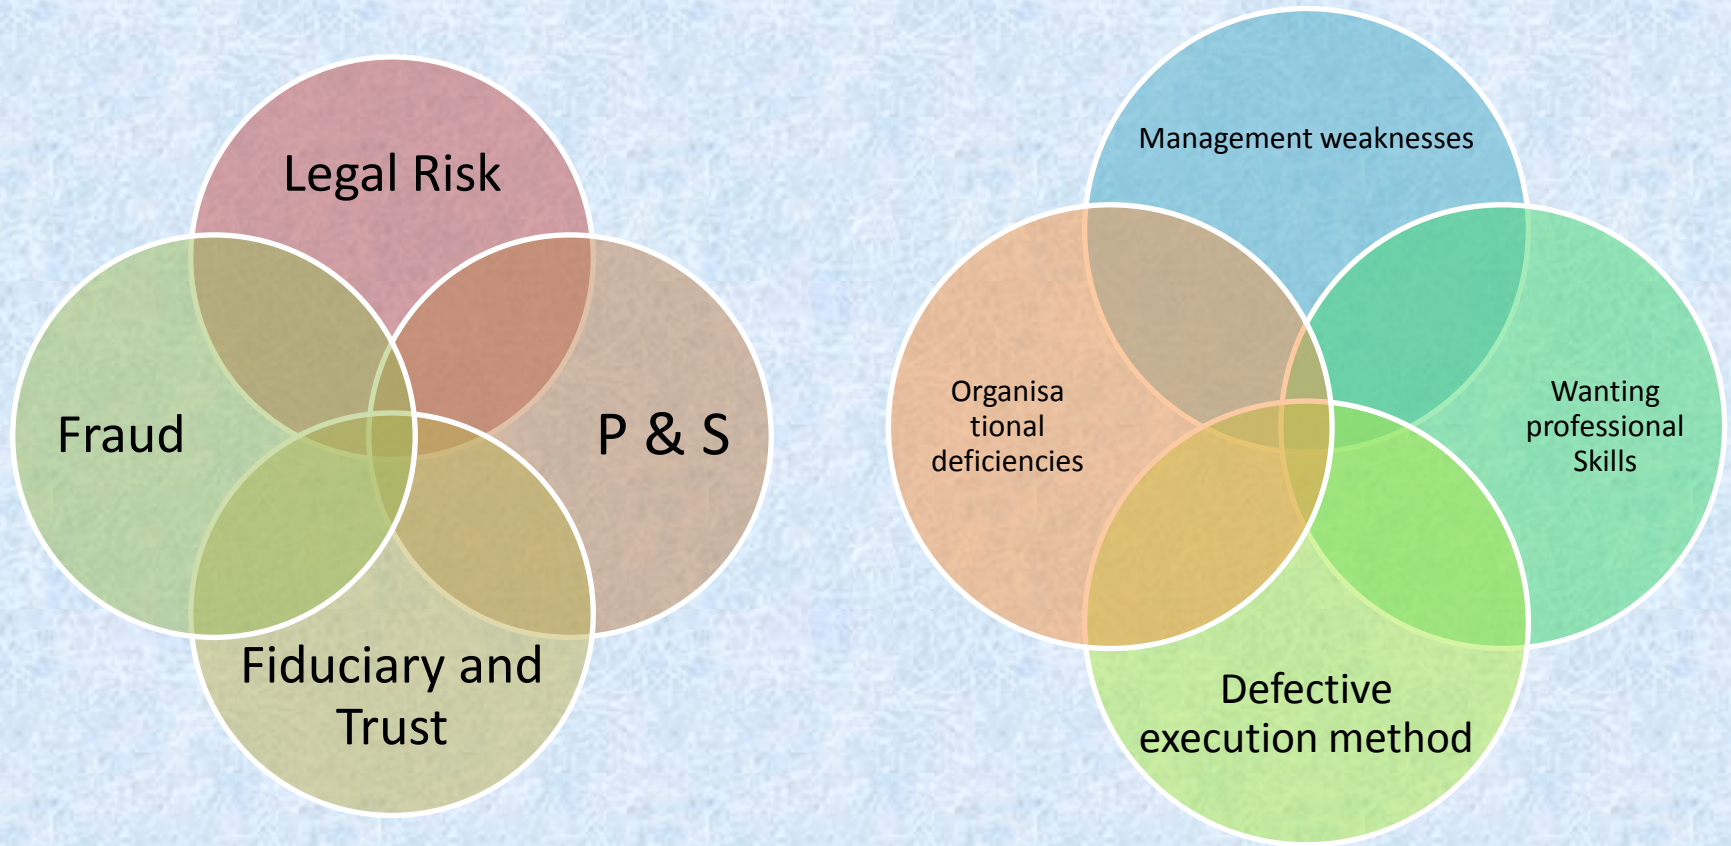 Legal Risk
Fraud
P & S
Fiduciary and
Trust
Management weaknesses
Organisa
tional
deficiencies
Wanting
professional
Skills
Defective
execution method